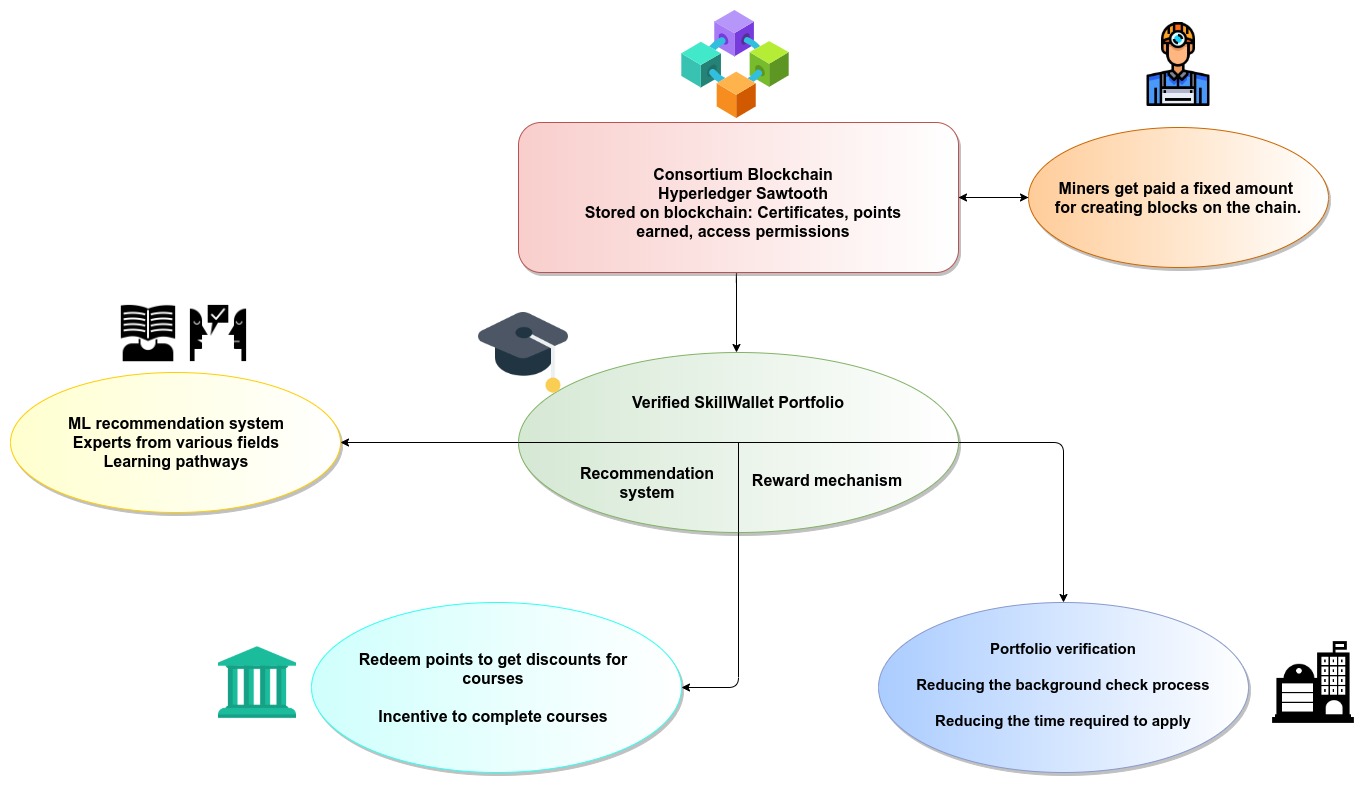 Consortium Blockchain
Hyperledger Sawtooth
Stored on blockchain: Certificates, points
earned, access permissions
Miners get paid a fixed amount
for creating blocks on the chain.
Verified SkillWallet Portfolio
Recommendation
system
Reward mechanism
ML recommendation system
Experts from various fields
Learning pathways
Redeem points to get discounts for
courses
Incentive to complete courses
Portfolio verification
Reducing the background check process
Reducing the time required to apply